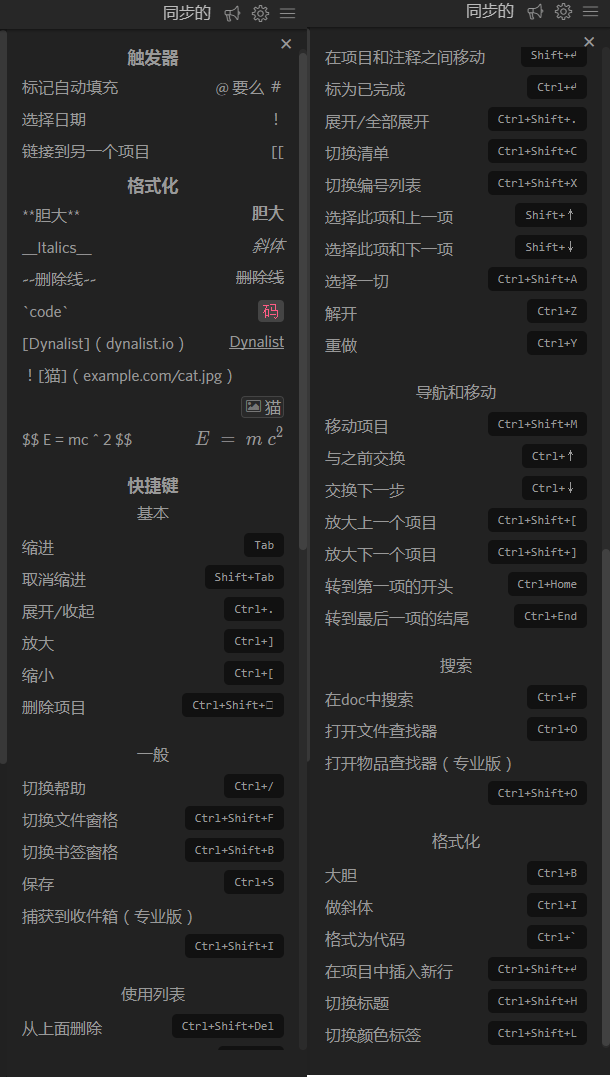 同步的
触发器
标记自动填充 @ 要么 #
选择日期 !
链接到另一个项目 [[
格式化
**胆大** 胆大
__Italics__ 斜体
--删除线-- 删除线
`code` 码
[Dynalist]（dynalist.io） Dynalist
！[猫]（example.com/cat.jpg）
猫
$$ E = mc ^ 2 $$ E = m c²
快捷键
基本
缩进 Tab
取消缩进 Shift+Tab
展开/收起 Ctrl+.
放大 Ctrl+]
缩小 Ctrl+[
删除项目 Ctrl+Shift+
一般
切换帮助 Ctrl+/
切换文件窗格 Ctrl+Shift+F
切换书签窗格 Ctrl+Shift+B
保存 Ctrl+S
捕获到收件箱（专业版）
Ctrl+Shift+I
使用列表
从上面删除 Ctrl+Shift+Del
同步的
在项目和注释之间移动 Shift+↵
标为已完成 Ctrl+↵
展开/全部展开 Ctrl+Shift+.
切换清单 Ctrl+Shift+C
切换编号列表 Ctrl+Shift+X
选择此项和上一项 Shift+↑
选择此项和下一项 Shift+↓
选择一切 Ctrl+Shift+A
解开 Ctrl+Z
重做 Ctrl+Y
导航和移动
移动项目 Ctrl+Shift+M
与之前交换 Ctrl+↑
交换下一步 Ctrl+↓
放大上一个项目 Ctrl+Shift+[
放大下一个项目 Ctrl+Shift+]
转到第一项的开头 Ctrl+Home
转到最后一项的结尾 Ctrl+End
搜索
在doc中搜索 Ctrl+F
打开文件查找器 Ctrl+O
打开物品查找器（专业版）
Ctrl+Shift+O
格式化
大胆 Ctrl+B
做斜体 Ctrl+I
格式为代码 Ctrl+`
在项目中插入新行 Ctrl+Shift+↵
切换标题 Ctrl+Shift+H
切换颜色标签 Ctrl+Shift+L